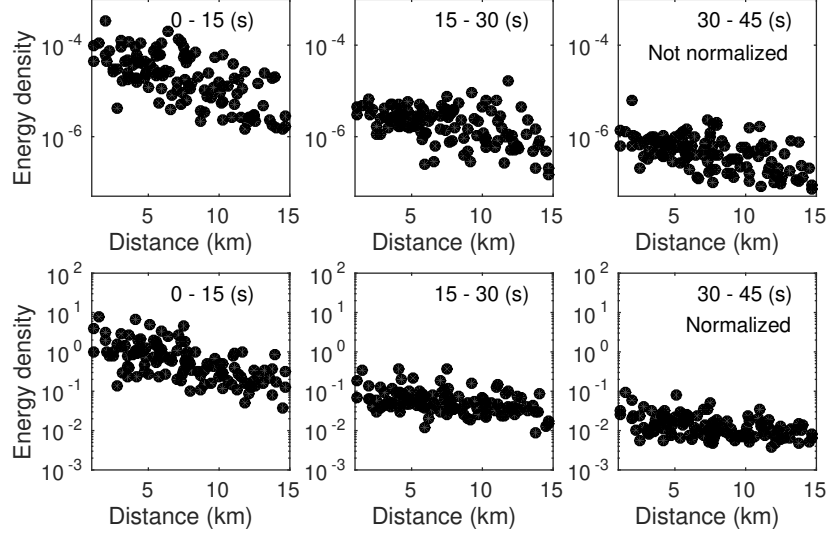 0 - 15 (s)
15 - 30 (s)
30 - 45 (s)
Not normalized
Energy density
10^-4
10^-6
10^-6
10^-6
5 10 15
5 10 15
5 10 15
Distance (km)
Distance (km)
Distance (km)
0 - 15 (s)
15 - 30 (s)
30 - 45 (s)
Normalized
Energy density
10^2
10^1
10^0
10^-1
10^-2
10^-3
10^2
10^1
10^0
10^-1
10^-2
10^-3
10^2
10^1
10^0
10^-1
10^-2
10^-3
5 10 15
5 10 15
5 10 15
Distance (km)
Distance (km)
Distance (km)